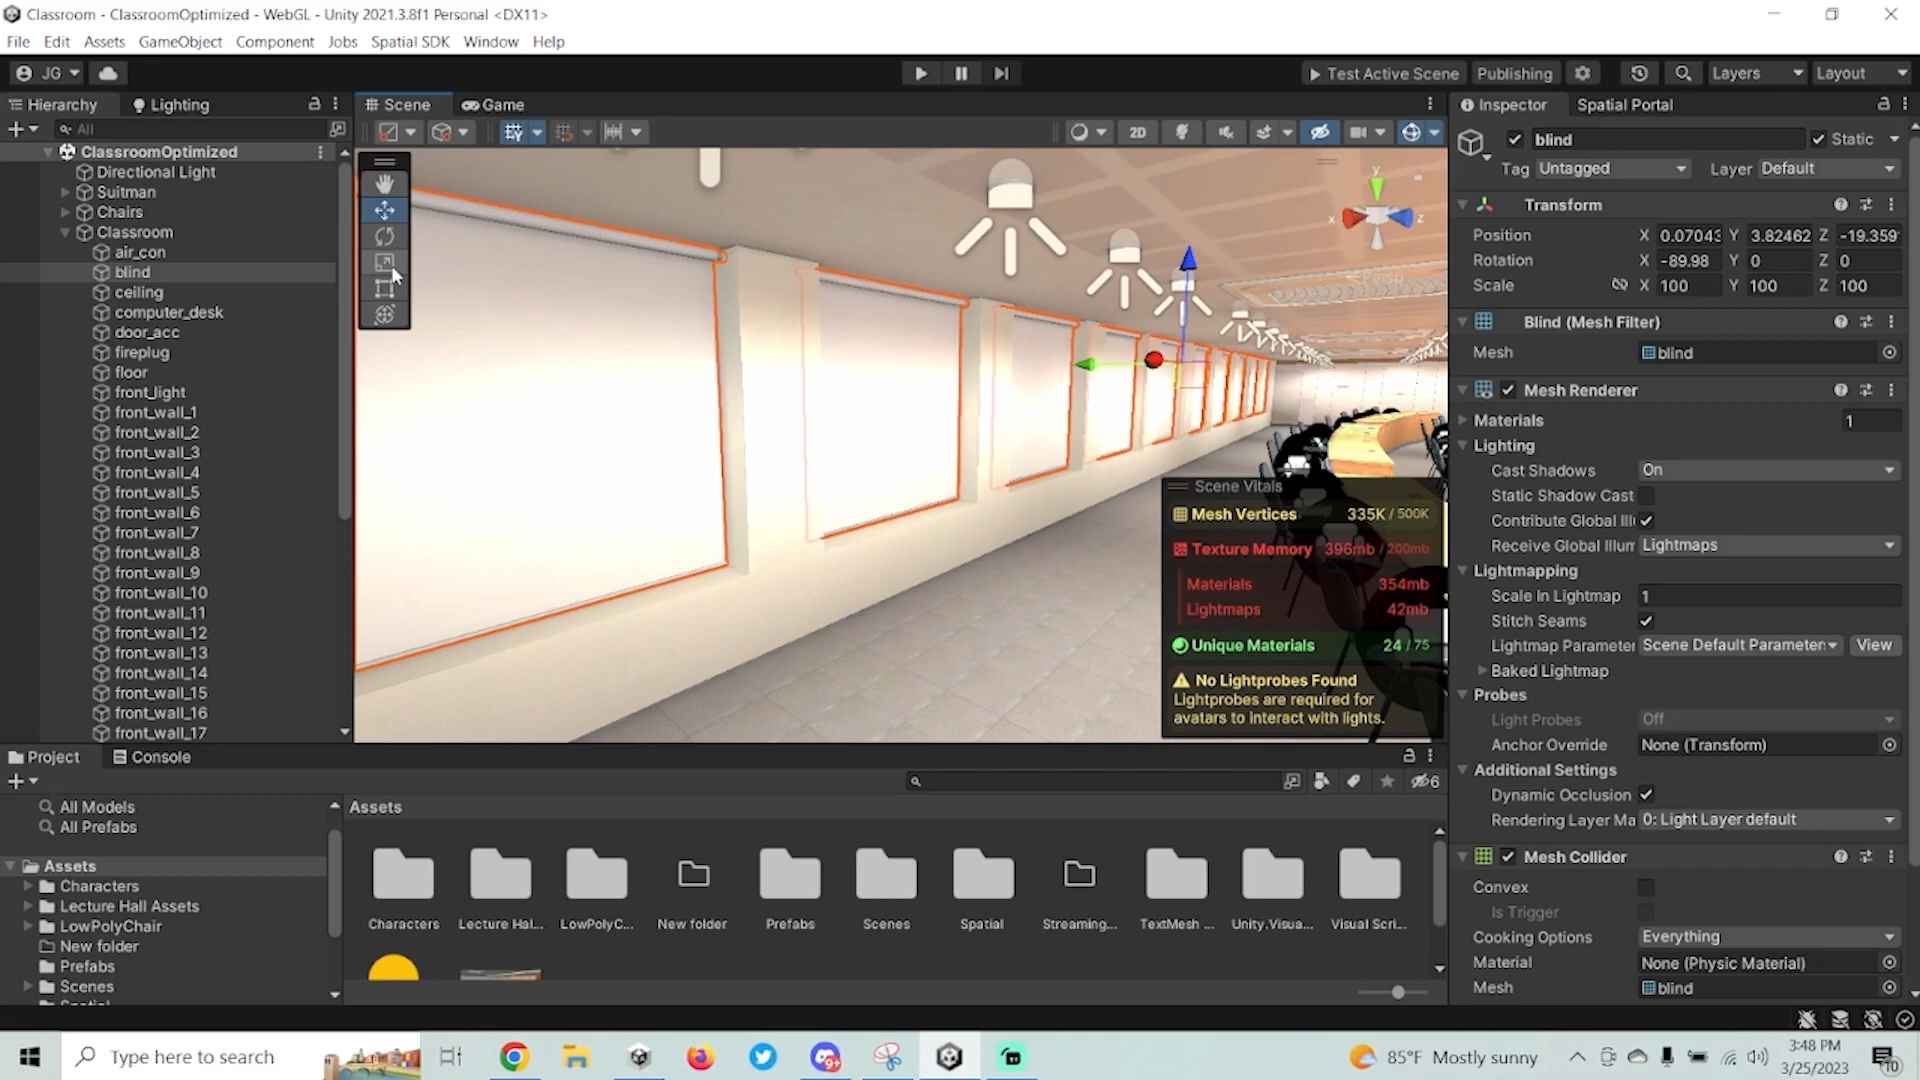 Classroom - ClassroomOptimized - WebGL - Unity 2021.3.8f1 Personal <DX11>
File Edit Assets GameObject Component Jobs Spatial SDK Window Help
JG Test Active Scene Publishing Layers Layout
Hierarchy Lighting
All
ClassroomOptimized
Directional Light
Suitman
Chairs
Classroom
air_con
blind
ceiling
computer_desk
door_acc
fireplug
floor
front_light
front_wall_1
front_wall_2
front_wall_3
front_wall_4
front_wall_5
front_wall_6
front_wall_7
front_wall_8
front_wall_9
front_wall_10
front_wall_11
front_wall_12
front_wall_13
front_wall_14
front_wall_15
front_wall_16
front_wall_17
Scene Game
2D
y
x z
Persp
Scene Vitals
Mesh Vertices 335K / 500K
Texture Memory 396mb / 200mb
Materials 354mb
Lightmaps 42mb
Unique Materials 24 / 75
No Lightprobes Found
Lightprobes are required for
avatars to interact with lights.
Inspector Spatial Portal
blind Static
Tag Untagged Layer Default
Transform
Position X 0.07043 Y 3.82462 Z -19.359
Rotation X -89.98 Y 0 Z 0
Scale X 100 Y 100 Z 100
Blind (Mesh Filter)
Mesh blind
Mesh Renderer
Materials 1
Lighting
Cast Shadows On
Static Shadow Cast
Contribute Global Illu
Receive Global Illum Lightmaps
Lightmapping
Scale In Lightmap 1
Stitch Seams
Lightmap Parameter Scene Default Parameter: View
Baked Lightmap
Probes
Light Probes Off
Anchor Override None (Transform)
Additional Settings
Dynamic Occlusion
Rendering Layer Ma 0: Light Layer default
Mesh Collider
Convex
Is Trigger
Cooking Options Everything
Material None (Physic Material)
Mesh blind
Project Console
6
All Models
All Prefabs
Assets
Characters
Lecture Hall Assets
LowPolyChair
New folder
Prefabs
Scenes
Assets
Characters Lecture Hal... LowPolyC... New folder Prefabs Scenes Spatial Streaming... TextMesh ... Unity.Visua... Visual Scri...
Type here to search
9+
85°F Mostly sunny
3:48 PM
3/25/2023
10